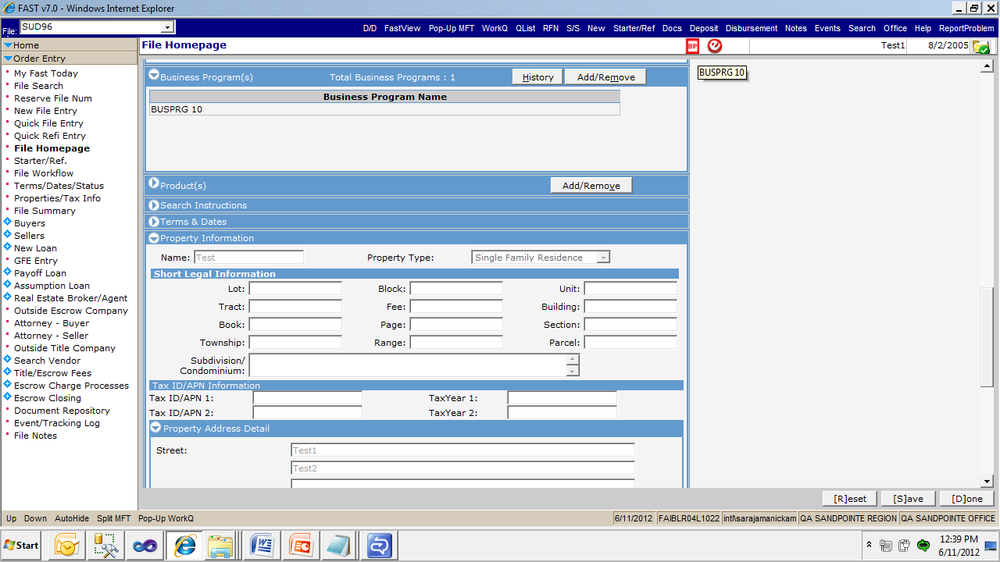 FAST v7.0 - Windows Internet Explorer
File: SUD96
D/D FastView Pop-Up MFT WorkQ QList RFN S/S New Starter/Ref Docs Deposit Disbursement Notes Events Search Office Help ReportProblem
Home
Order Entry
My Fast Today
File Search
Reserve File Num
New File Entry
Quick File Entry
Quick Refi Entry
File Homepage
Starter/Ref.
File Workflow
Terms/Dates/Status
Properties/Tax Info
File Summary
Buyers
Sellers
New Loan
GFE Entry
Payoff Loan
Assumption Loan
Real Estate Broker/Agent
Outside Escrow Company
Attorney - Buyer
Attorney - Seller
Outside Title Company
Search Vendor
Title/Escrow Fees
Escrow Charge Processes
Escrow Closing
Document Repository
Event/Tracking Log
File Notes
File Homepage
BP
Test1 8/2/2005
Business Program(s) Total Business Programs : 1 History Add/Remove
BUSPRG 10
Business Program Name
BUSPRG 10
Product(s) Add/Remove
Search Instructions
Terms & Dates
Property Information
Name: Test Property Type: Single Family Residence
Short Legal Information
Lot: Block: Unit:
Tract: Fee: Building:
Book: Page: Section:
Township: Range: Parcel:
Subdivision/
Condominium:
Tax ID/APN Information
Tax ID/APN 1: TaxYear 1:
Tax ID/APN 2: TaxYear 2:
Property Address Detail
Street: Test1
Test2
[R]eset [S]ave [D]one
Up Down AutoHide Split MFT Pop-Up WorkQ
6/11/2012 FAIBLR04L1022 intl\sarajamanickam QA SANDPOINTE REGION QA SANDPOINTE OFFICE
Start
12:39 PM
6/11/2012